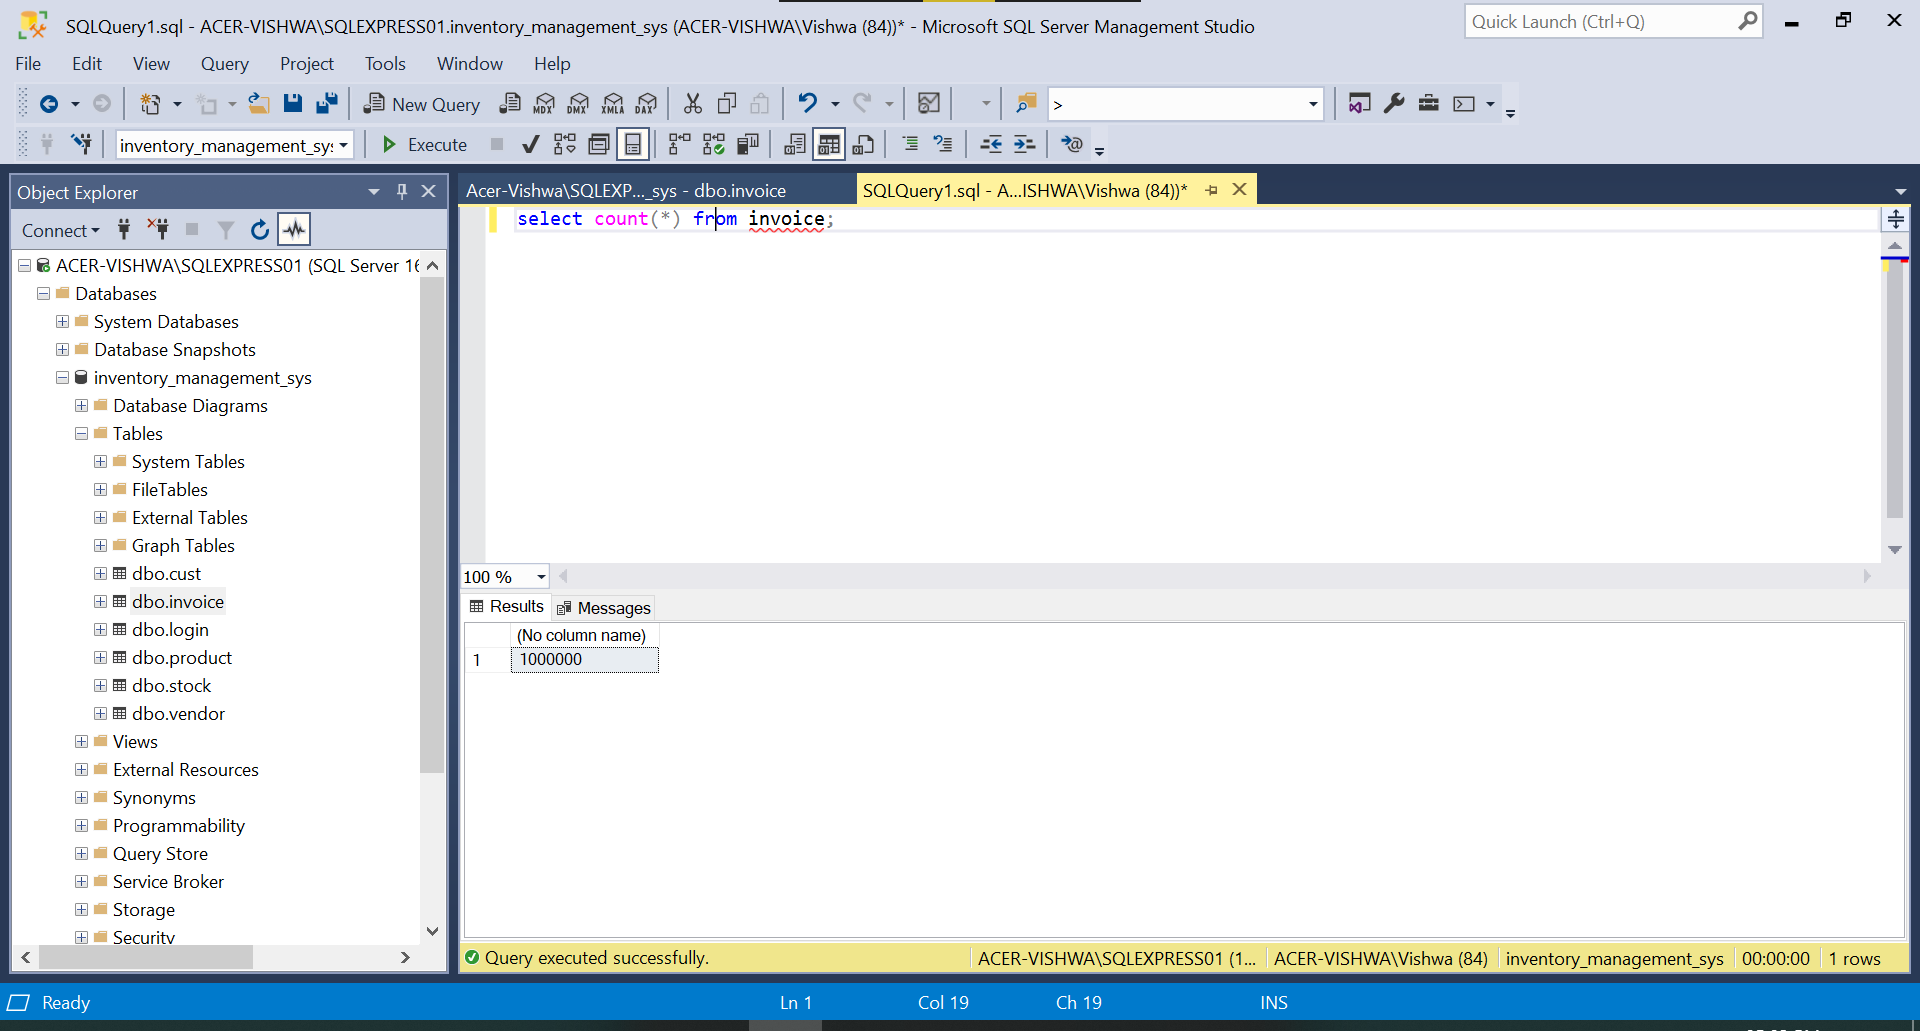 SQLQuery1.sql - ACER-VISHWA\SQLEXPRESS01.inventory_management_sys (ACER-VISHWA\Vishwa (84))* - Microsoft SQL Server Management Studio
Quick Launch (Ctrl+Q)
File Edit View Query Project Tools Window Help
New Query MDX DMX XMLA DAX >
inventory_management_sy Execute
Object Explorer
Acer-Vishwa\SQLEXP..._sys - dbo.invoice
SQLQuery1.sql - A...ISHWA\Vishwa (84))*
Connect
select count(*) from invoice;
ACER-VISHWA\SQLEXPRESS01 (SQL Server 16
Databases
System Databases
Database Snapshots
inventory_management_sys
Database Diagrams
Tables
System Tables
FileTables
External Tables
Graph Tables
dbo.cust
dbo.invoice
dbo.login
dbo.product
dbo.stock
dbo.vendor
Views
External Resources
Synonyms
Programmability
Query Store
Service Broker
Storage
Security
100 %
Results Messages
(No column name)
1 1000000
Query executed successfully.
ACER-VISHWA\SQLEXPRESS01 (1... ACER-VISHWA\Vishwa (84) inventory_management_sys 00:00:00 1 rows
Ready Ln 1 Col 19 Ch 19 INS